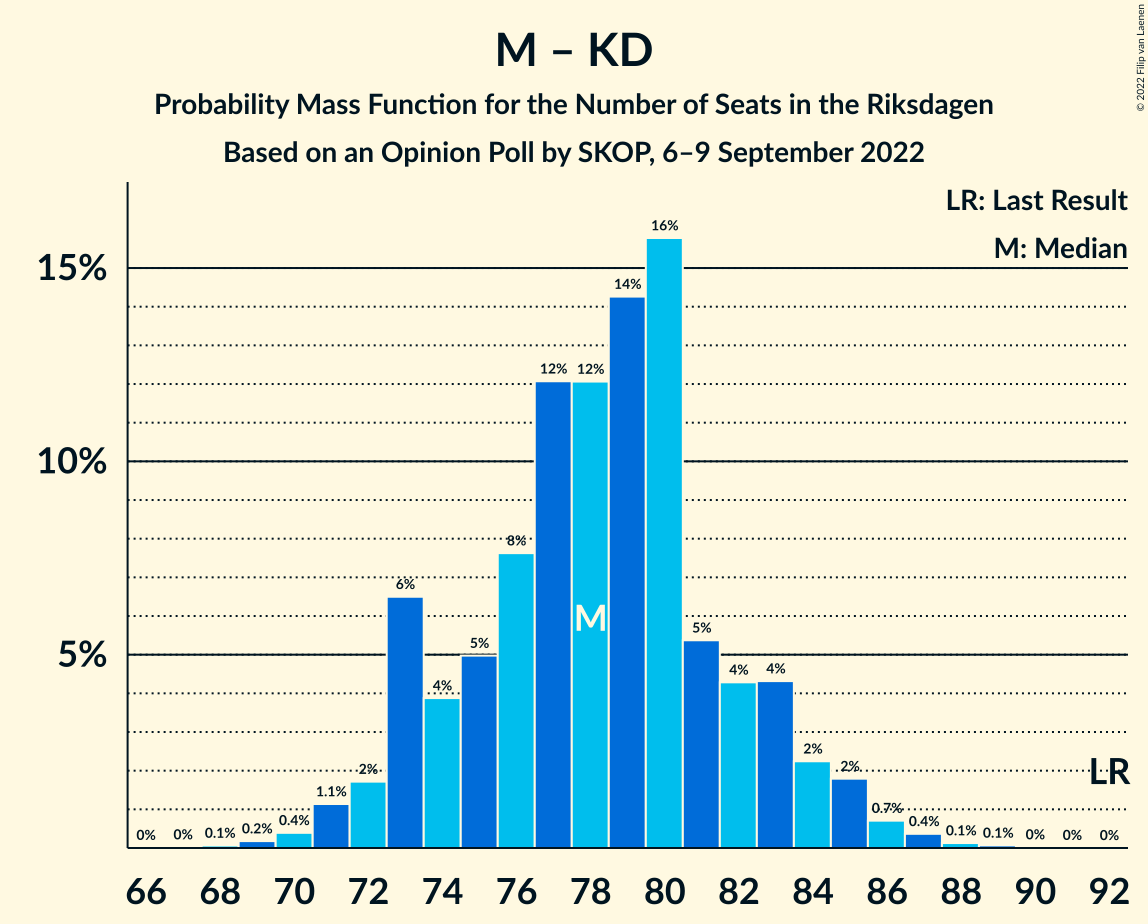 M – KD
Probability Mass Function for the Number of Seats in the Riksdagen
Based on an Opinion Poll by SKOP, 6–9 September 2022
© 2022 Filip van Laenen
LR: Last Result
M: Median
16%
15%
14%
12% 12%
10%
8%
6%
M
5%
5%
5%
4%
4% 4%
2%
2%
2%
LR
1.1%
0.7%
0.4%
0.4%
0% 0% 0.1% 0.2%
0.1% 0.1% 0% 0% 0%
66 68 70 72 74 76 78 80 82 84 86 88 90 92